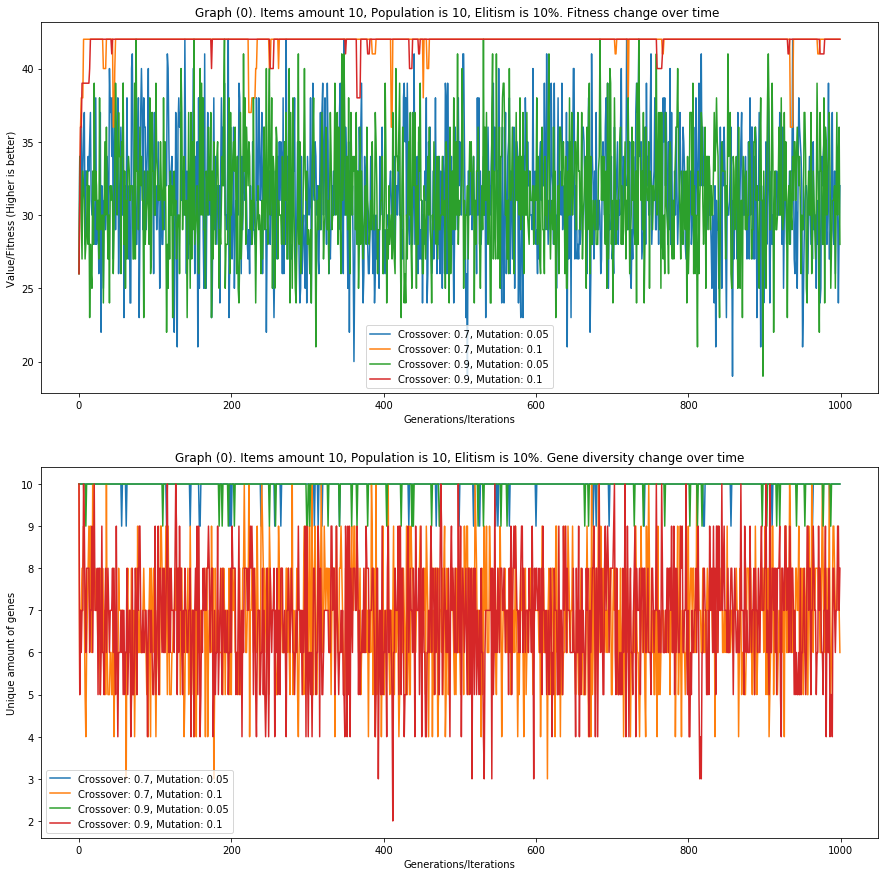 Graph (0). Items amount 10, Population is 10, Elitism is 10%. Fitness change over time
Value/Fitness (Higher is better)
40
35
30
25
20
Crossover: 0.7, Mutation: 0.05
Crossover: 0.7, Mutation: 0.1
Crossover: 0.9, Mutation: 0.05
Crossover: 0.9, Mutation: 0.1
0 200 400 600 800 1000
Generations/Iterations
Graph (0). Items amount 10, Population is 10, Elitism is 10%. Gene diversity change over time
Unique amount of genes
10
9
8
7
6
5
4
3
2
Crossover: 0.7, Mutation: 0.05
Crossover: 0.7, Mutation: 0.1
Crossover: 0.9, Mutation: 0.05
Crossover: 0.9, Mutation: 0.1
0 200 400 600 800 1000
Generations/Iterations